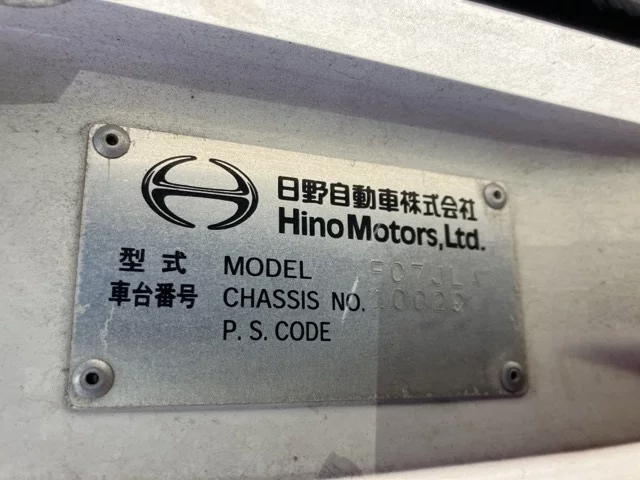 日野自動車株式会社
Hino Motors, Ltd.
型式 MODEL
車台番号 CHASSIS NO. 10029
P.S. CODE